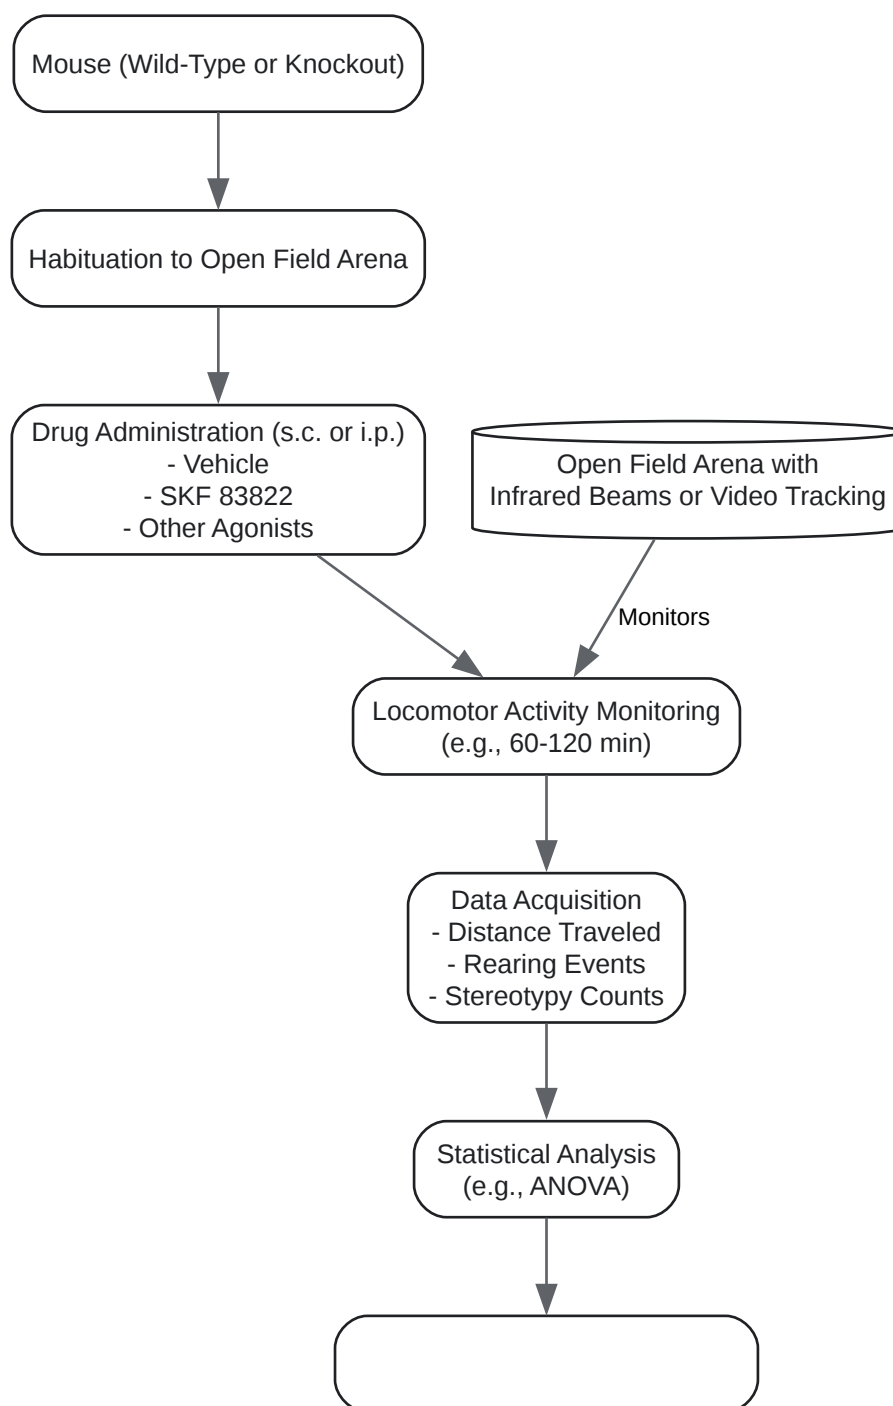 Mouse (Wild-Type or Knockout)
Habituation to Open Field Arena
Drug Administration (s.c. or i.p.)
- Vehicle
- SKF 83822
- Other Agonists
Open Field Arena with
Infrared Beams or Video Tracking
Monitors
Locomotor Activity Monitoring
(e.g., 60-120 min)
Data Acquisition
- Distance Traveled
- Rearing Events
- Stereotypy Counts
Statistical Analysis
(e.g., ANOVA)